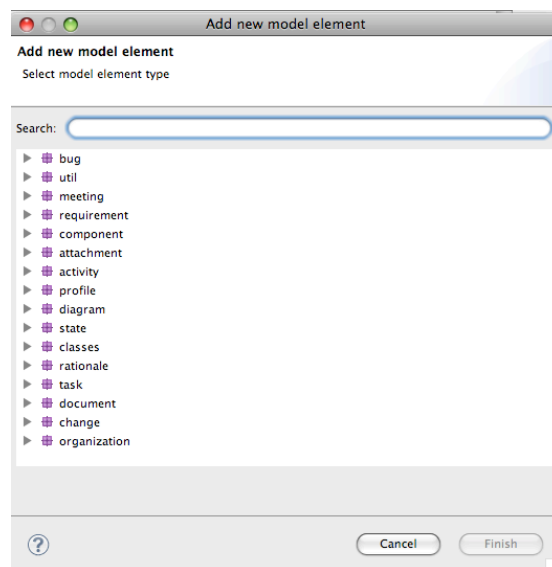 Add new model element
Add new model element
Select model element type
Search:
bug
util
meeting
requirement
component
attachment
activity
profile
diagram
state
classes
rationale
task
document
change
organization
?
Cancel Finish